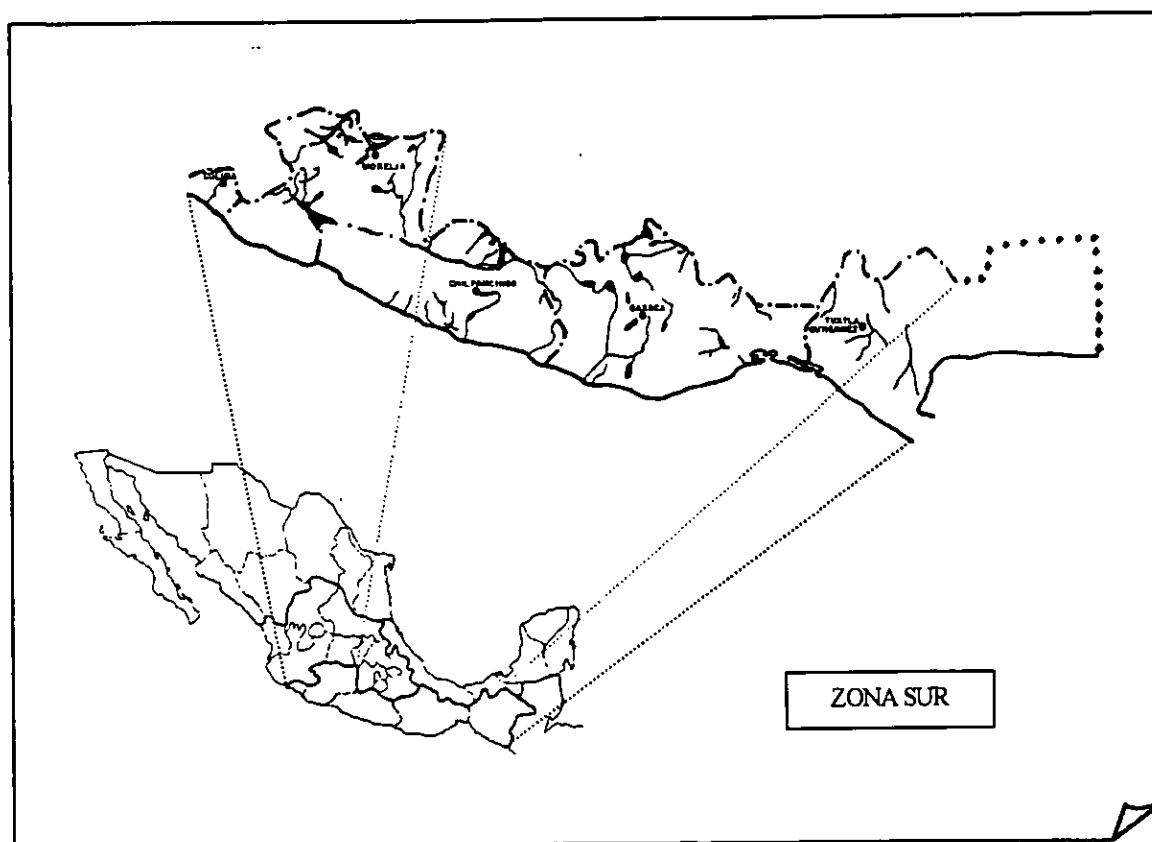 COLIMA
MORELIA
CHILPANCINGO
OAXACA
TUXTLA
GUTIERREZ
ZONA SUR